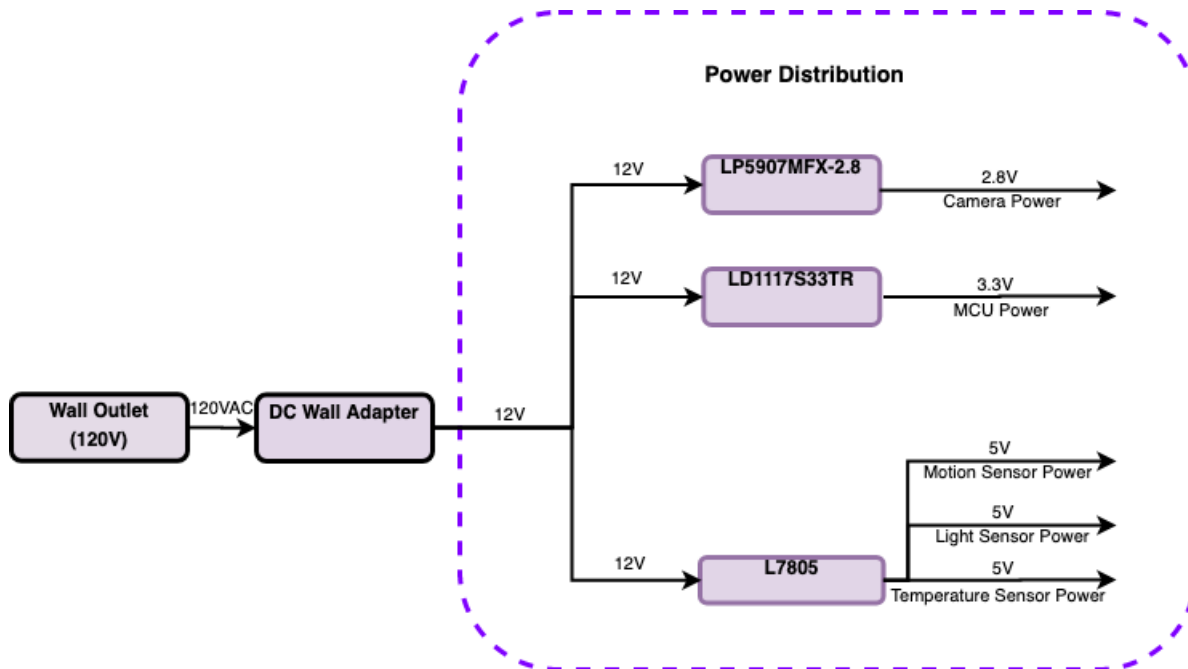 Power Distribution
12V
LP5907MFX-2.8
2.8V
Camera Power
12V
LD1117S33TR
3.3V
MCU Power
Wall Outlet
(120V)
120VAC
DC Wall Adapter
12V
5V
Motion Sensor Power
5V
Light Sensor Power
12V
L7805
5V
Temperature Sensor Power